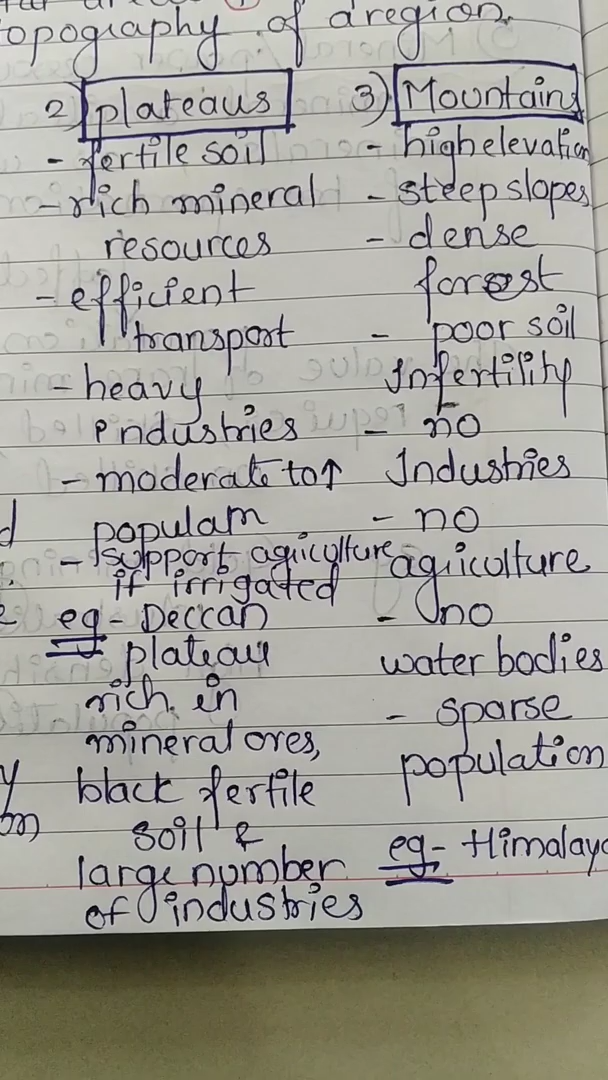 topography of a region.
2) plateaus
- fertile soil
- rich mineral
resources
- efficient
transport
- heavy
industries
- moderate to ↑
populam
- support agriculture
if irrigated
eg - Deccan
plateau
rich in
mineral ores,
black fertile
soil &
large number
of industries
3) Mountains
- high elevation
- steep slopes
- dense
forest
- poor soil
Infertility
- no
Industries
- no
agriculture
- no
water bodies
- sparse
population
eg - Himalaya